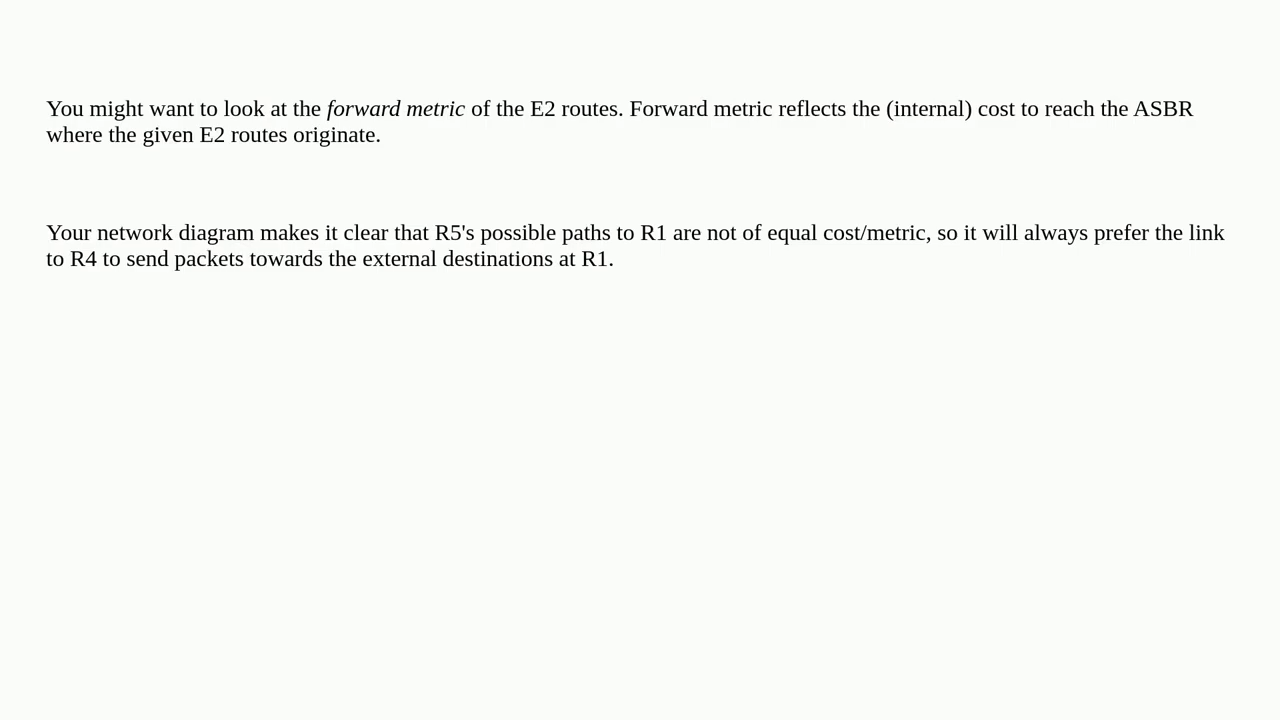 You might want to look at the forward metric of the E2 routes. Forward metric reflects the (internal) cost to reach the ASBR
where the given E2 routes originate.
Your network diagram makes it clear that R5's possible paths to R1 are not of equal cost/metric, so it will always prefer the link
to R4 to send packets towards the external destinations at R1.